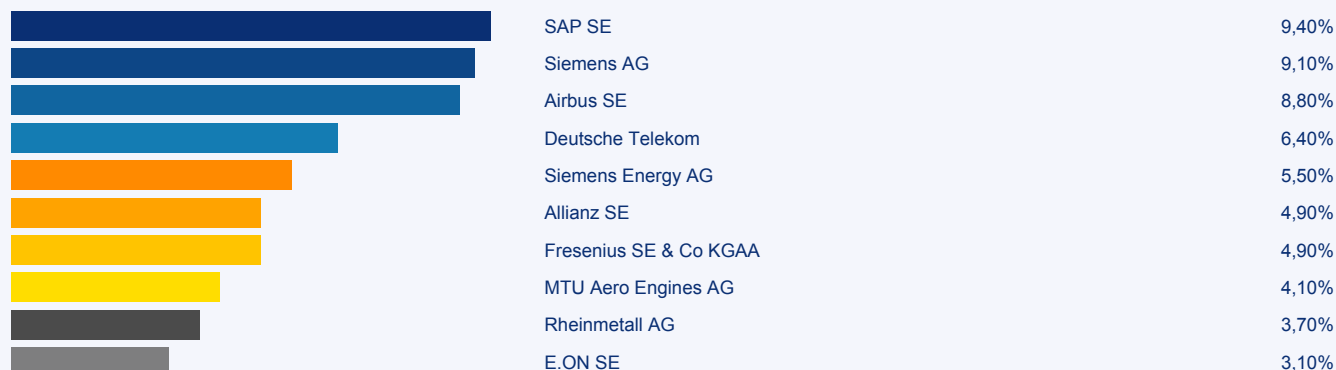 SAP SE 9,40%
Siemens AG 9,10%
Airbus SE 8,80%
Deutsche Telekom 6,40%
Siemens Energy AG 5,50%
Allianz SE 4,90%
Fresenius SE & Co KGAA 4,90%
MTU Aero Engines AG 4,10%
Rheinmetall AG 3,70%
E.ON SE 3,10%